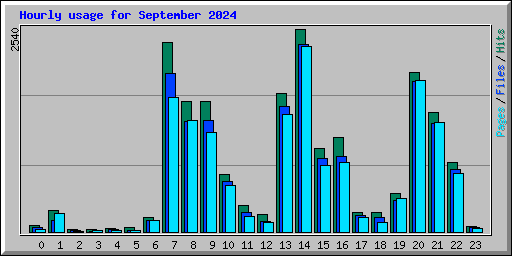 Hourly usage for September 2024
2540
Pages / Files / Hits
0 1 2 3 4 5 6 7 8 9 10 11 12 13 14 15 16 17 18 19 20 21 22 23